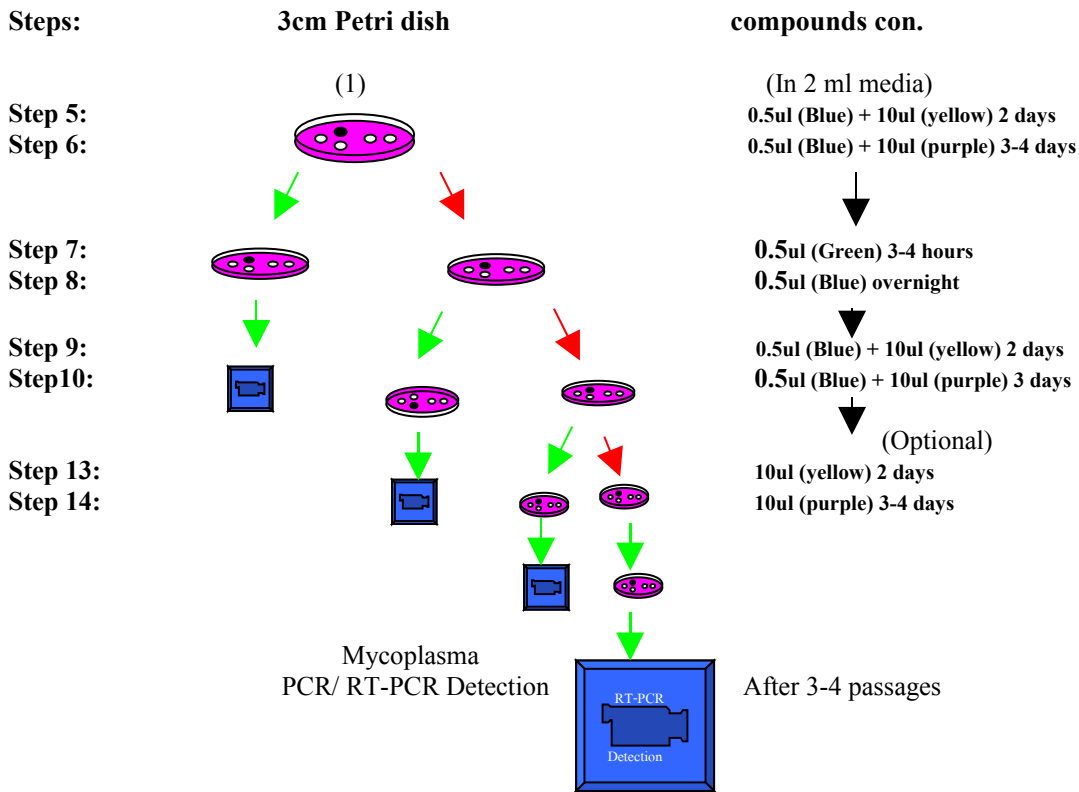 Steps: 3cm Petri dish compounds con.
(1) (In 2 ml media)
Step 5: 0.5ul (Blue) + 10ul (yellow) 2 days
Step 6: 0.5ul (Blue) + 10ul (purple) 3-4 days
Step 7: 0.5ul (Green) 3-4 hours
Step 8: 0.5ul (Blue) overnight
Step 9: 0.5ul (Blue) + 10ul (yellow) 2 days
Step10: 0.5ul (Blue) + 10ul (purple) 3 days
(Optional)
Step 13: 10ul (yellow) 2 days
Step 14: 10ul (purple) 3-4 days
Mycoplasma
PCR/ RT-PCR Detection After 3-4 passages
RT-PCR
Detection